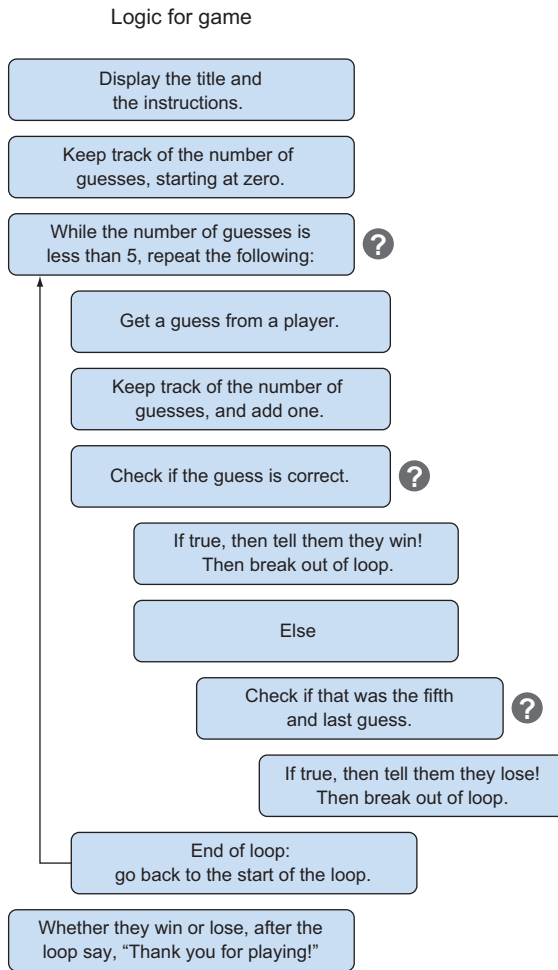 Logic for game
Display the title and
the instructions.
Keep track of the number of
guesses, starting at zero.
While the number of guesses is
less than 5, repeat the following:
?
Get a guess from a player.
Keep track of the number of
guesses, and add one.
Check if the guess is correct.
?
If true, then tell them they win!
Then break out of loop.
Else
Check if that was the fifth
and last guess.
?
If true, then tell them they lose!
Then break out of loop.
End of loop:
go back to the start of the loop.
Whether they win or lose, after the
loop say, “Thank you for playing!”